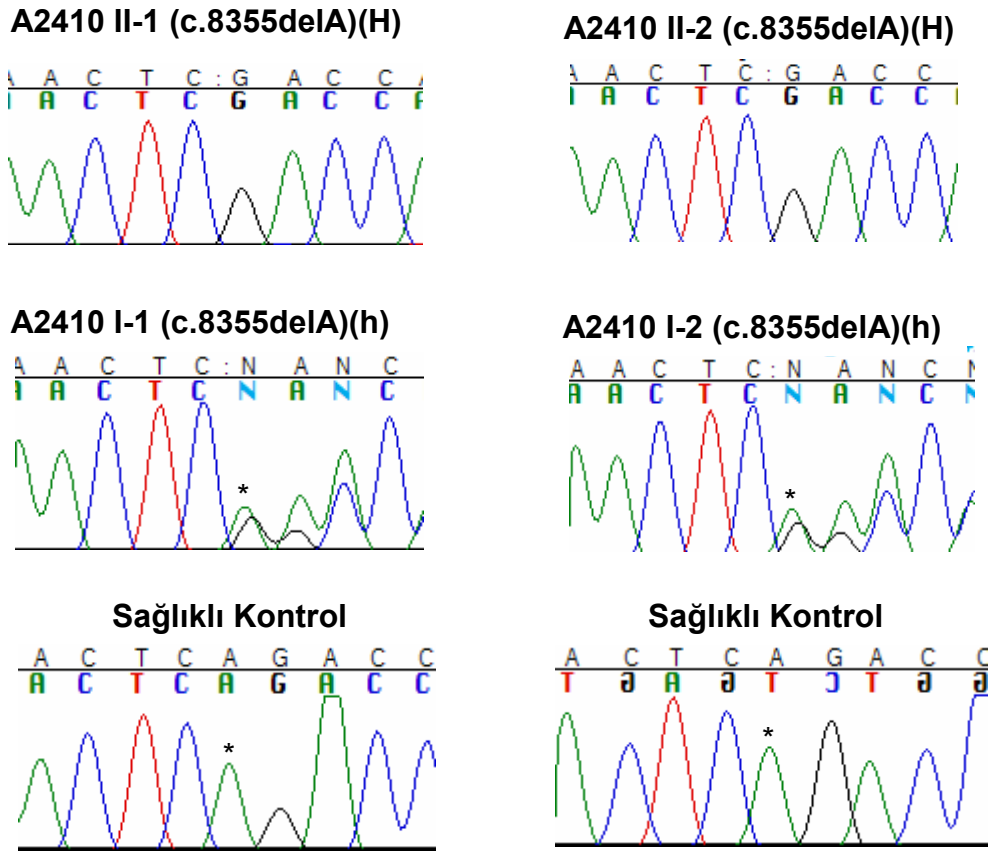 A2410 II-1 (c.8355delA)(H)
A A C T C : G A C C
A C T C G A C C A
A2410 II-2 (c.8355delA)(H)
A A C T C : G A C C
A C T C G A C C
A2410 I-1 (c.8355delA)(h)
A A C T C : N A N C
A C T C N A N C
A2410 I-2 (c.8355delA)(h)
A A C T C : N A N C N
A A C T C N A N C N
*
*
Sağlıklı Kontrol
A C T C A G A C C
A C T C A G A C C
*
Sağlıklı Kontrol
A C T C A G A C C
T G A G T C T G G
*